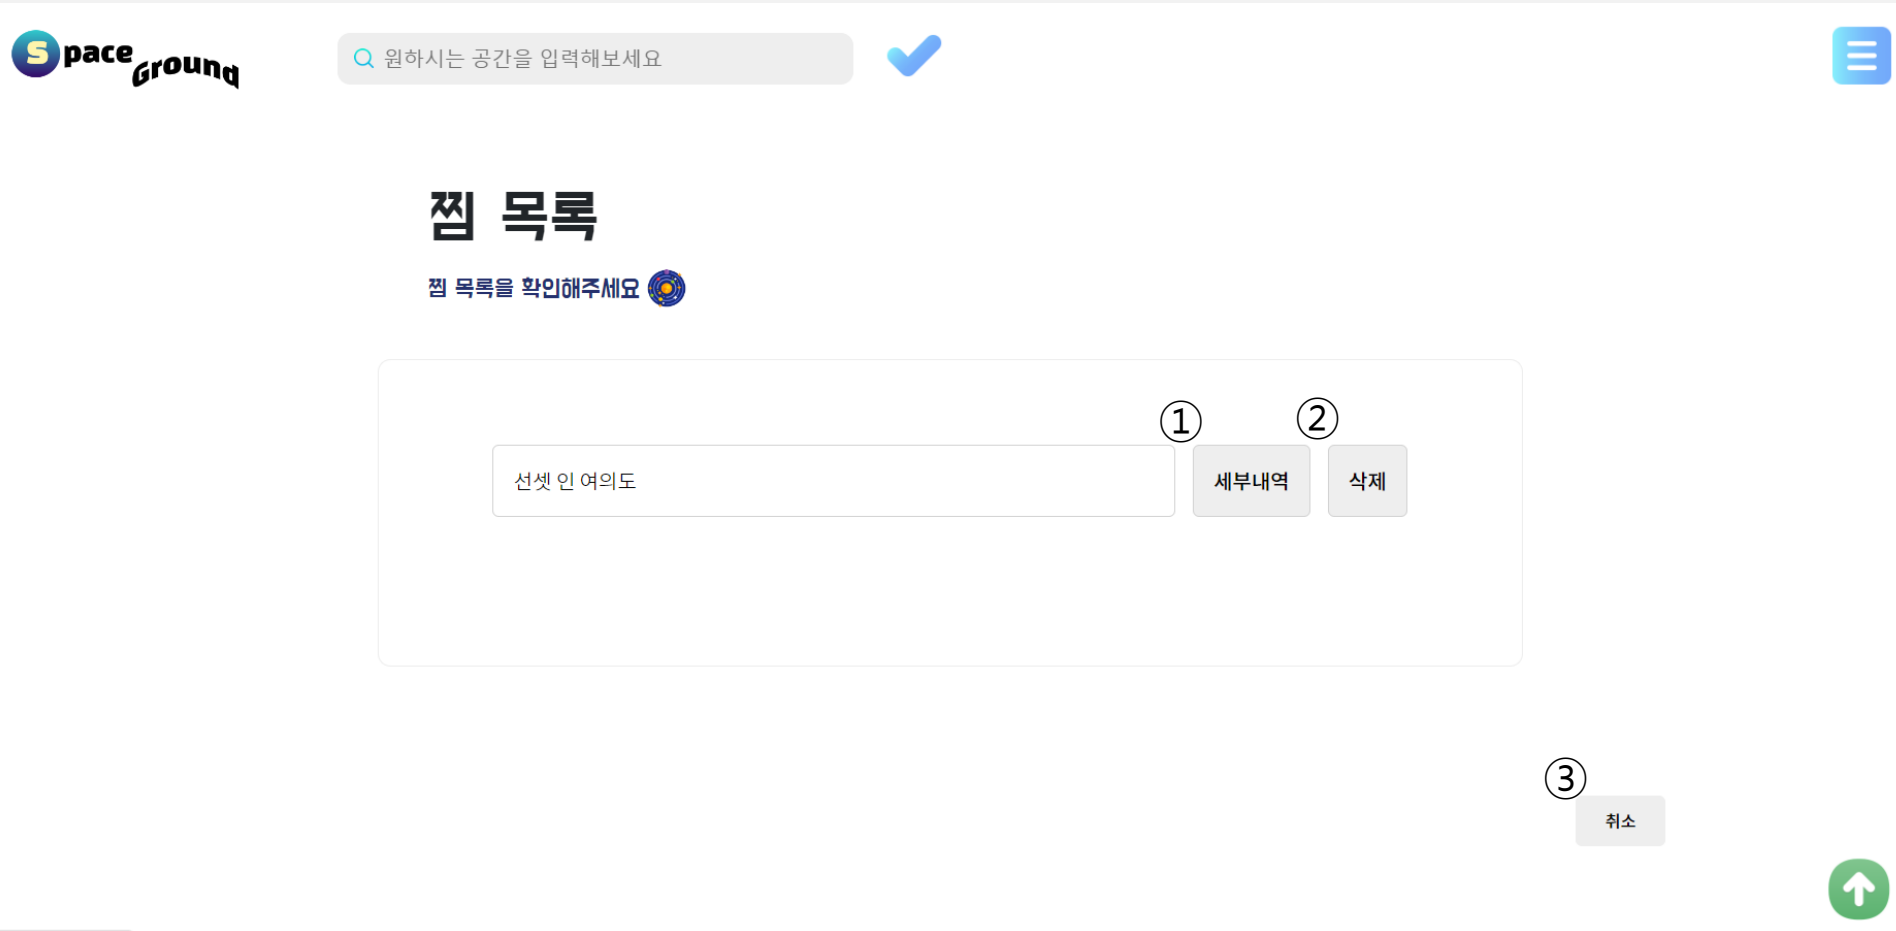 Space Ground
원하시는 공간을 입력해보세요
찜 목록
찜 목록을 확인해주세요
① ②
선셋 인 여의도 세부내역 삭제
③
취소